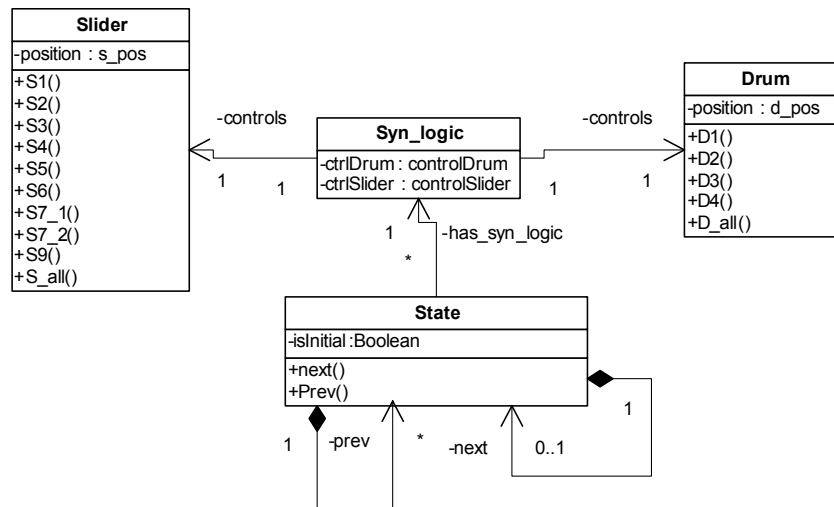 Slider
-position : s_pos
+S1()
+S2()
+S3()
+S4()
+S5()
+S6()
+S7_1()
+S7_2()
+S9()
+S_all()
-controls
1
1
Syn_logic
-ctrlDrum : controlDrum
-ctrlSlider : controlSlider
-controls
1
1
Drum
-position : d_pos
+D1()
+D2()
+D3()
+D4()
+D_all()
1
-has_syn_logic
*
State
-isInitial :Boolean
+next()
+Prev()
1
-prev
*
-next
0..1
1